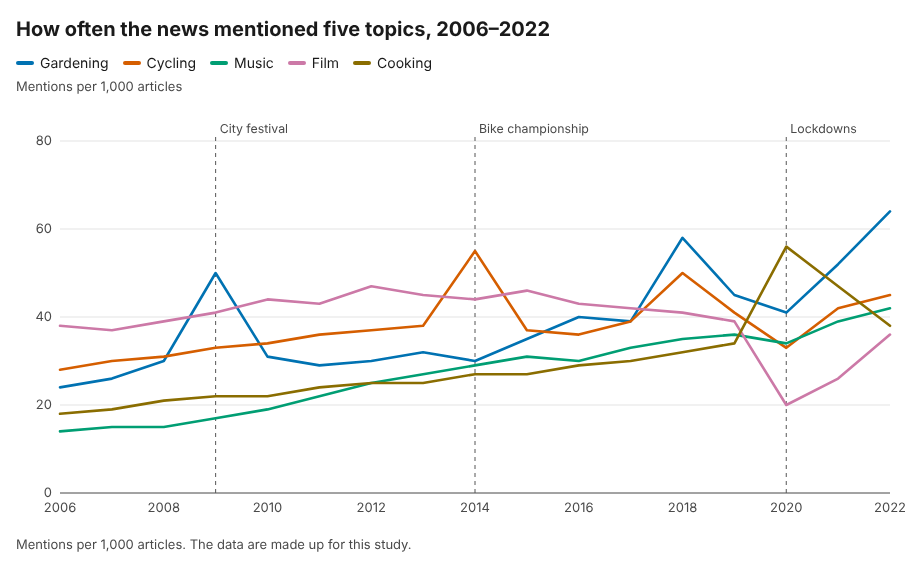 How often the news mentioned five topics, 2006–2022
Gardening Cycling Music Film Cooking
Mentions per 1,000 articles
City festival Bike championship Lockdowns
80
60
40
20
0
2006 2008 2010 2012 2014 2016 2018 2020 2022
Mentions per 1,000 articles. The data are made up for this study.